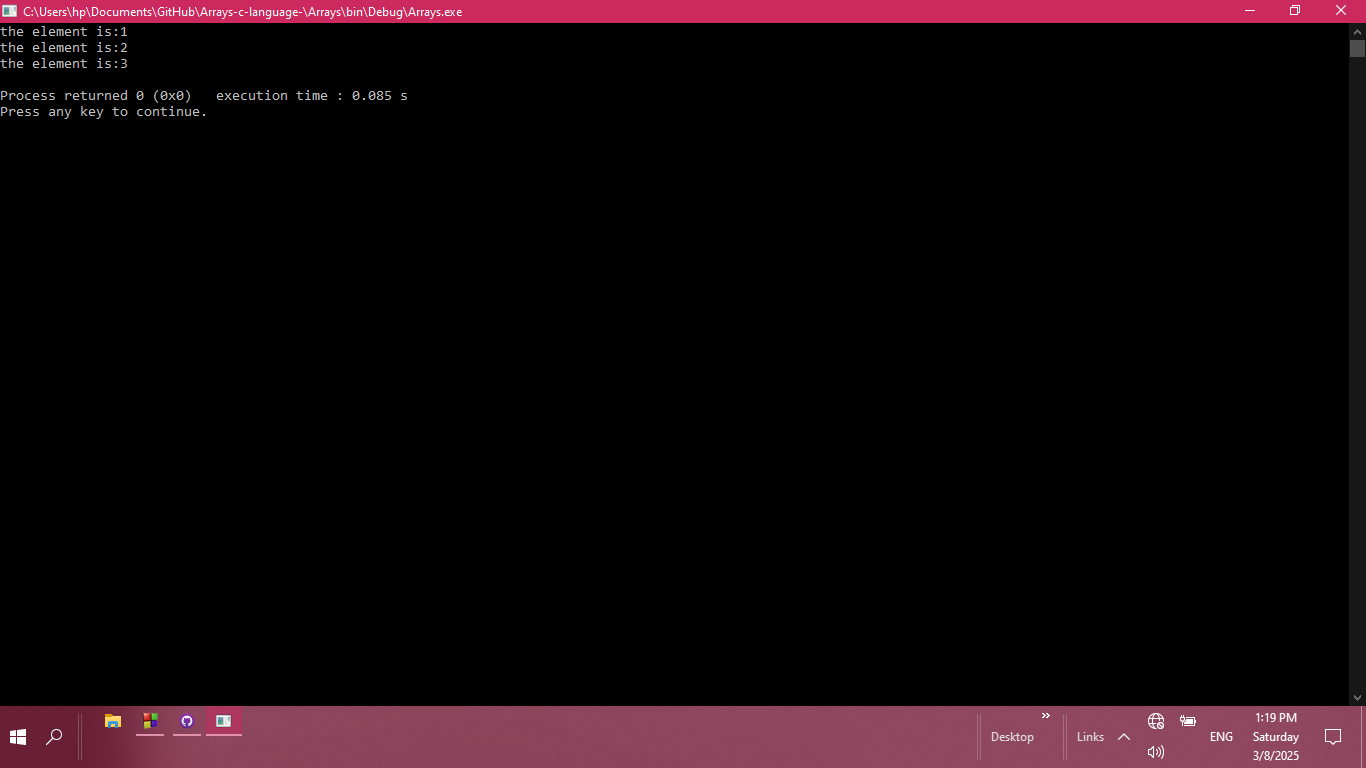 C:\Users\hp\Documents\GitHub\Arrays-c-language-\Arrays\bin\Debug\Arrays.exe
the element is:1
the element is:2
the element is:3
Process returned 0 (0x0)   execution time : 0.085 s
Press any key to continue.
Desktop
»
Links
ENG
1:19 PM
Saturday
3/8/2025